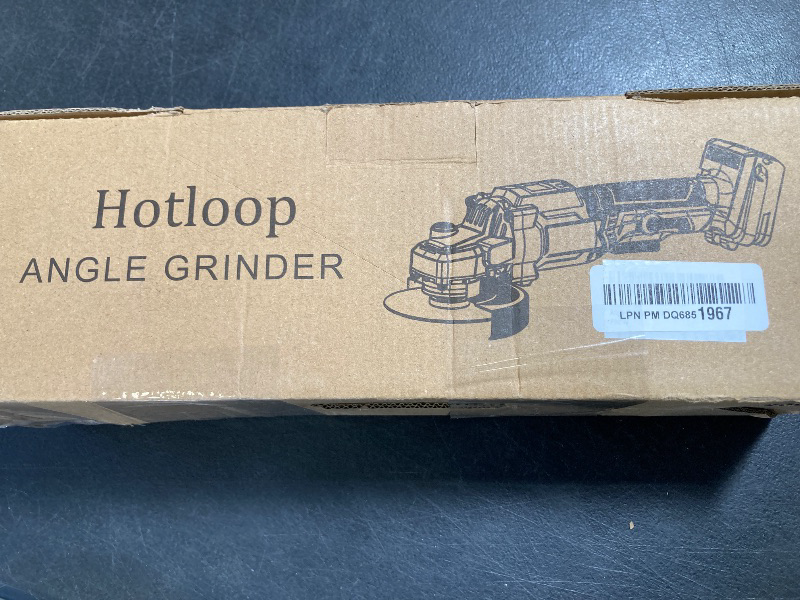 Hotloop
ANGLE GRINDER
LPN PM DQ6851967